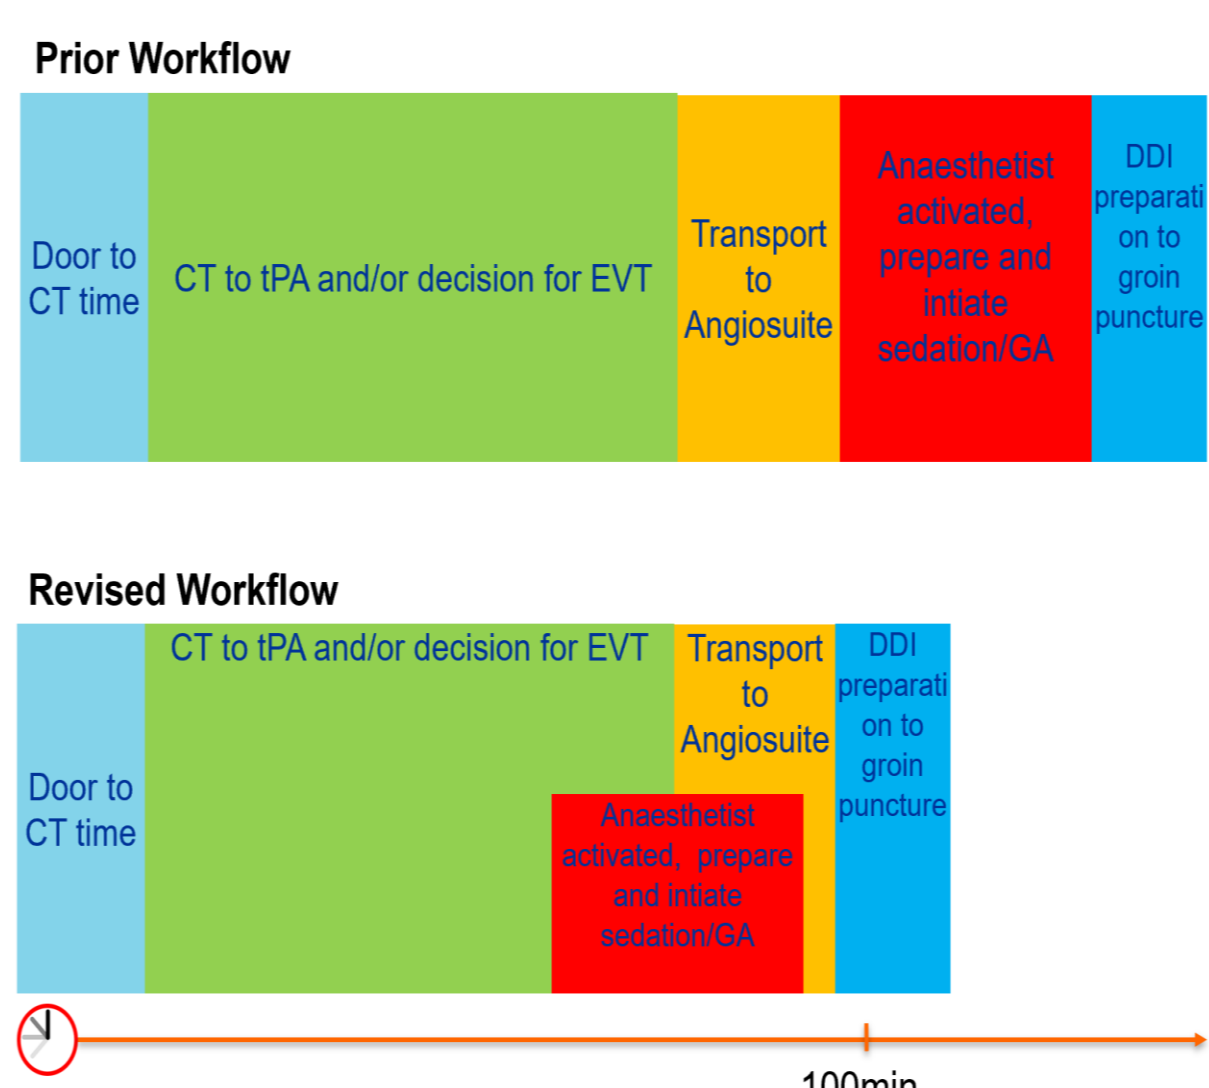 Prior Workflow
Door to
CT time
CT to tPA and/or decision for EVT
Transport
to
Angiosuite
Anaesthetist
activated,
prepare and
intiate
sedation/GA
DDI
preparati
on to
groin
puncture
Revised Workflow
Door to
CT time
CT to tPA and/or decision for EVT
Transport
to
Angiosuite
Anaesthetist
activated, prepare
and intiate
sedation/GA
DDI
preparati
on to
groin
puncture
100min